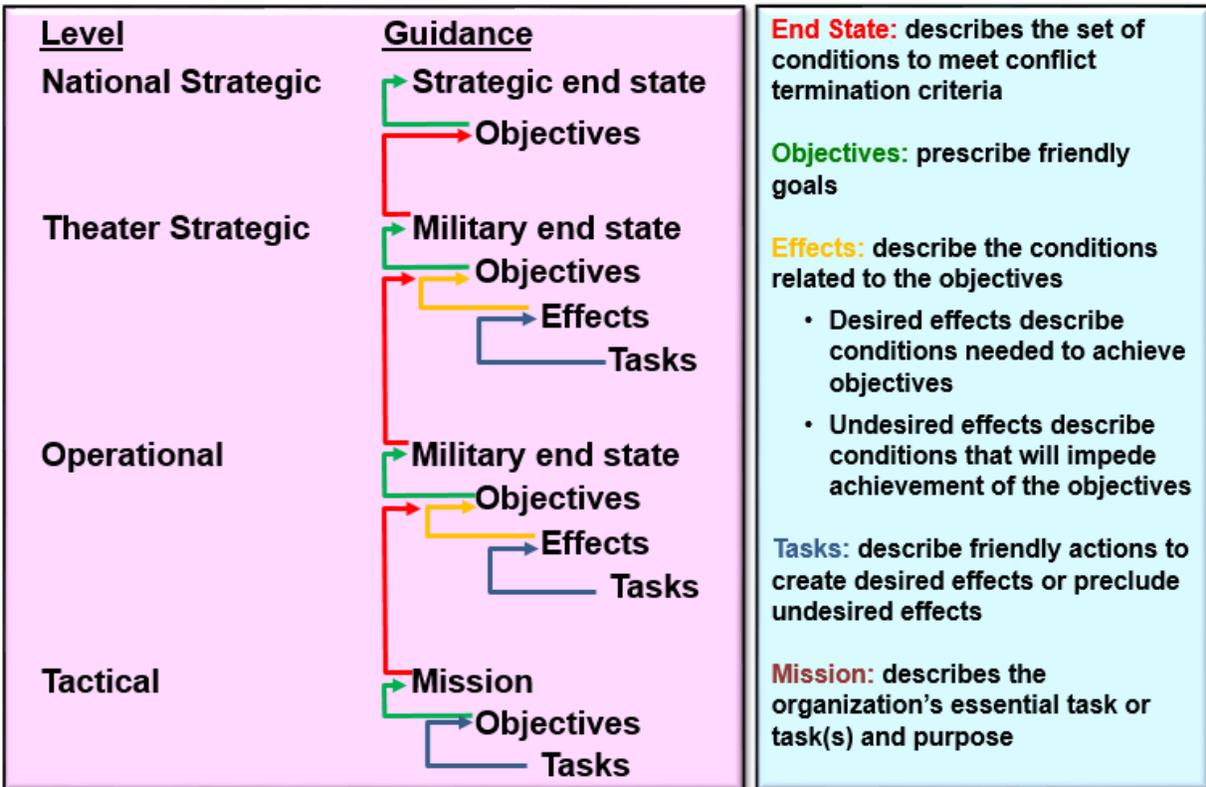 Level Guidance
National Strategic Strategic end state
Objectives
Theater Strategic Military end state
Objectives
Effects
Tasks
Operational Military end state
Objectives
Effects
Tasks
Tactical Mission
Objectives
Tasks
End State: describes the set of
conditions to meet conflict
termination criteria
Objectives: prescribe friendly
goals
Effects: describe the conditions
related to the objectives
• Desired effects describe
conditions needed to achieve
objectives
• Undesired effects describe
conditions that will impede
achievement of the objectives
Tasks: describe friendly actions to
create desired effects or preclude
undesired effects
Mission: describes the
organization’s essential task or
task(s) and purpose